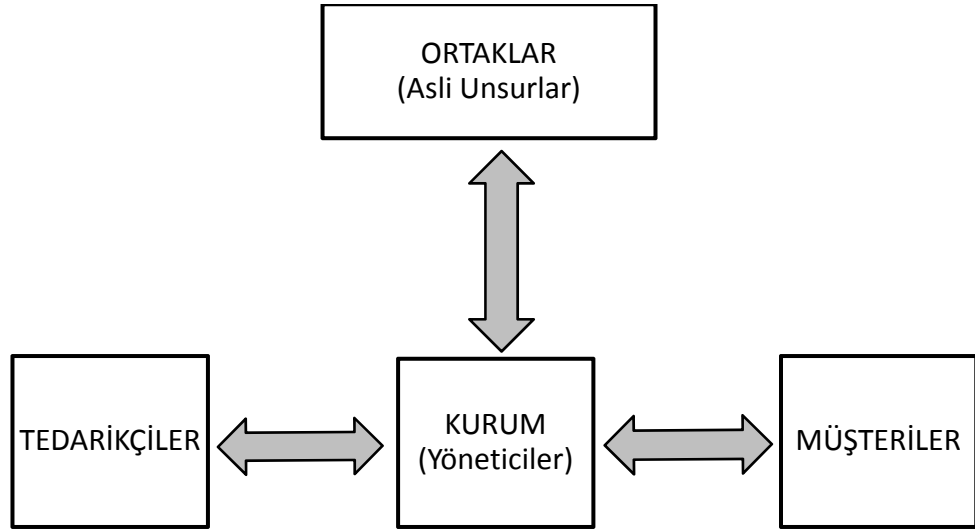 ORTAKLAR
(Asli Unsurlar)
TEDARİKÇİLER
KURUM
(Yöneticiler)
MÜŞTERİLER